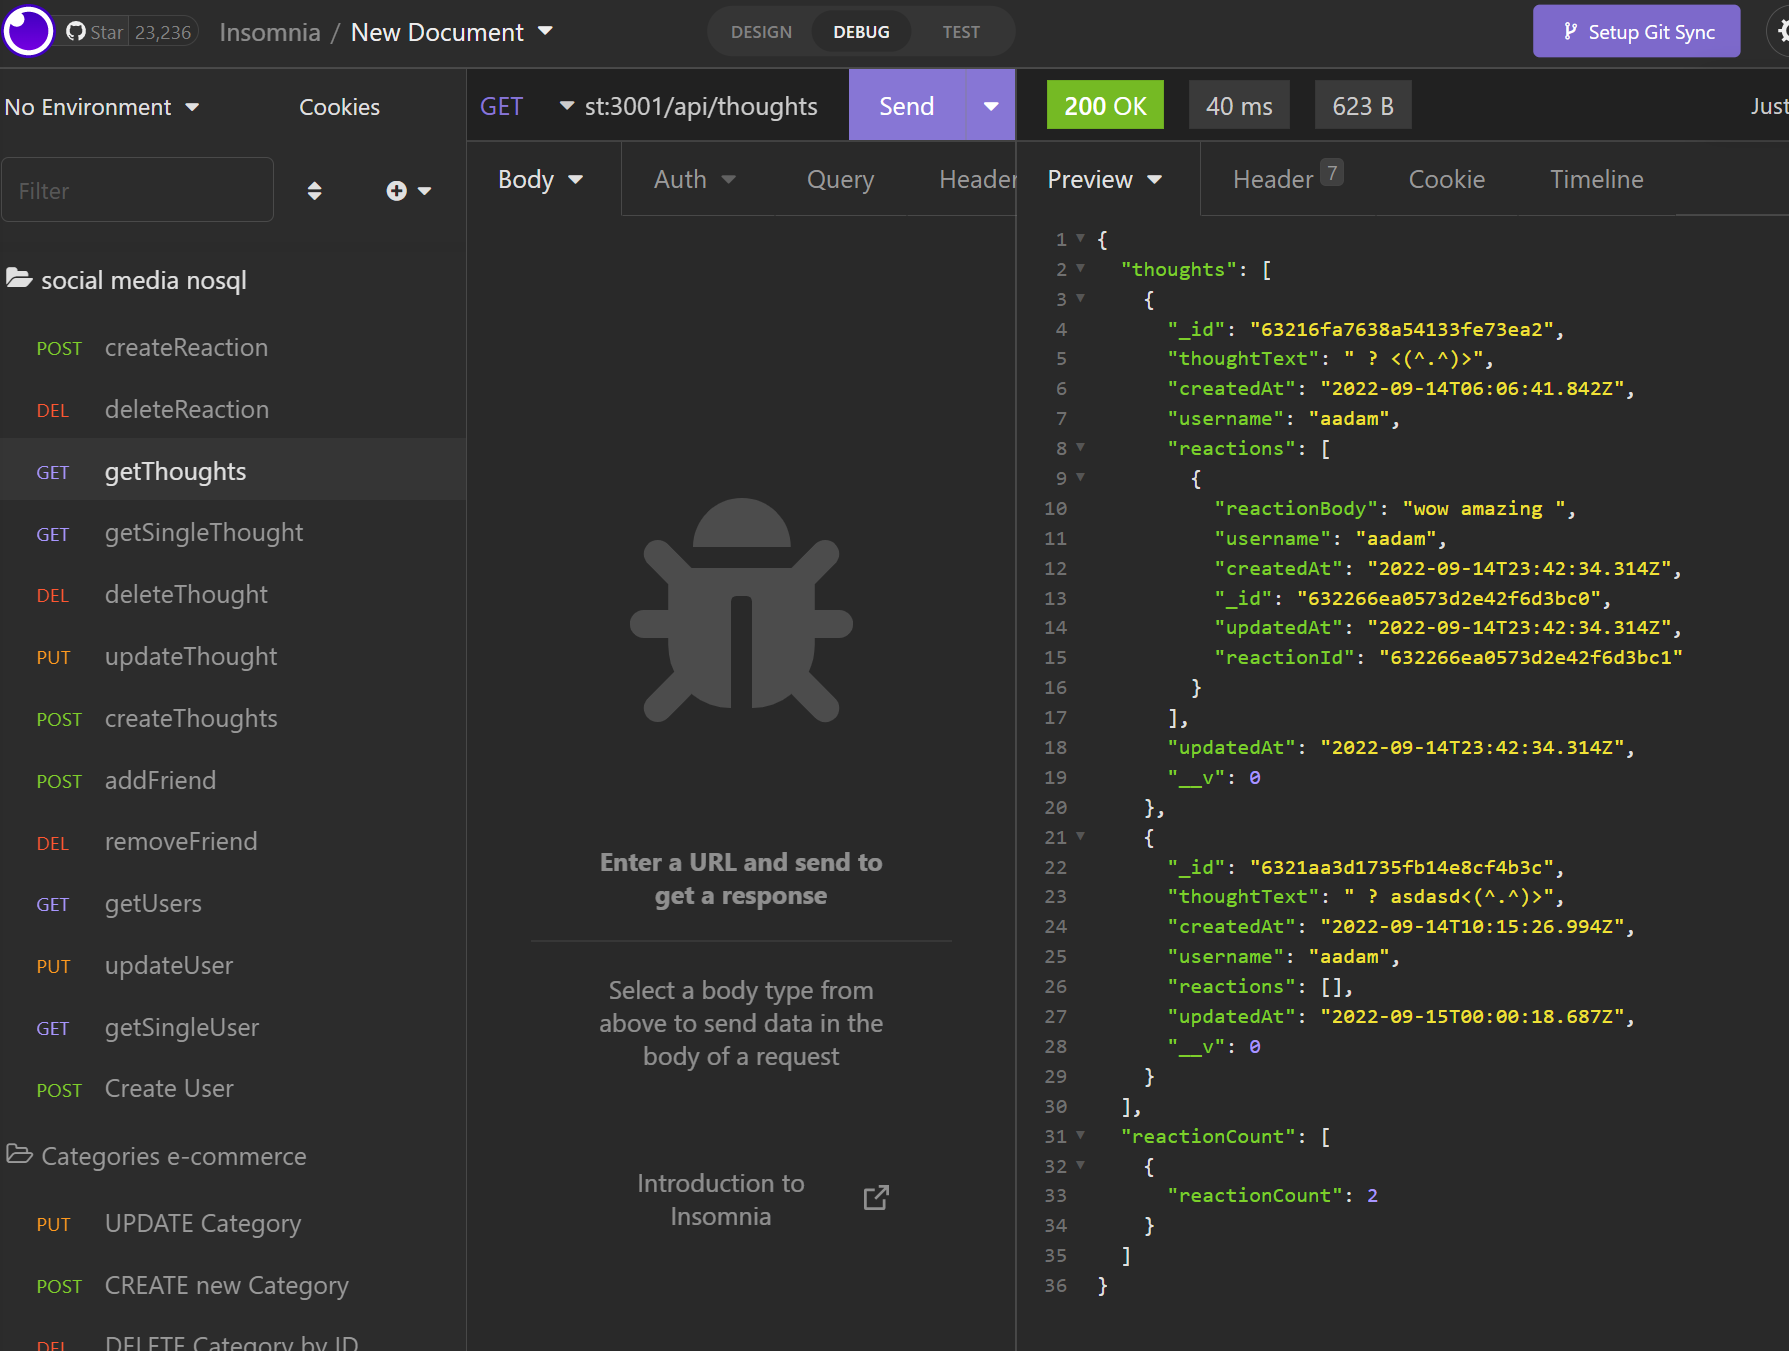 Star 23,236 Insomnia / New Document DESIGN DEBUG TEST Setup Git Sync
No Environment Cookies
Filter
social media nosql
POST createReaction
DEL deleteReaction
GET getThoughts
GET getSingleThought
DEL deleteThought
PUT updateThought
POST createThoughts
POST addFriend
DEL removeFriend
GET getUsers
PUT updateUser
GET getSingleUser
POST Create User
Categories e-commerce
PUT UPDATE Category
POST CREATE new Category
DEL DELETE Category by ID
GET st:3001/api/thoughts Send
Body Auth Query Header
Enter a URL and send to
get a response
Select a body type from
above to send data in the
body of a request
Introduction to
Insomnia
200 OK 40 ms 623 B Just
Preview Header 7 Cookie Timeline
1 {
2 "thoughts": [
3 {
4 "_id": "63216fa7638a54133fe73ea2",
5 "thoughtText": " ? <(^.^)>",
6 "createdAt": "2022-09-14T06:06:41.842Z",
7 "username": "aadam",
8 "reactions": [
9 {
10 "reactionBody": "wow amazing ",
11 "username": "aadam",
12 "createdAt": "2022-09-14T23:42:34.314Z",
13 "_id": "632266ea0573d2e42f6d3bc0",
14 "updatedAt": "2022-09-14T23:42:34.314Z",
15 "reactionId": "632266ea0573d2e42f6d3bc1"
16 }
17 ],
18 "updatedAt": "2022-09-14T23:42:34.314Z",
19 "__v": 0
20 },
21 {
22 "_id": "6321aa3d1735fb14e8cf4b3c",
23 "thoughtText": " ? asdasd<(^.^)>",
24 "createdAt": "2022-09-14T10:15:26.994Z",
25 "username": "aadam",
26 "reactions": [],
27 "updatedAt": "2022-09-15T00:00:18.687Z",
28 "__v": 0
29 }
30 ],
31 "reactionCount": [
32 {
33 "reactionCount": 2
34 }
35 ]
36 }